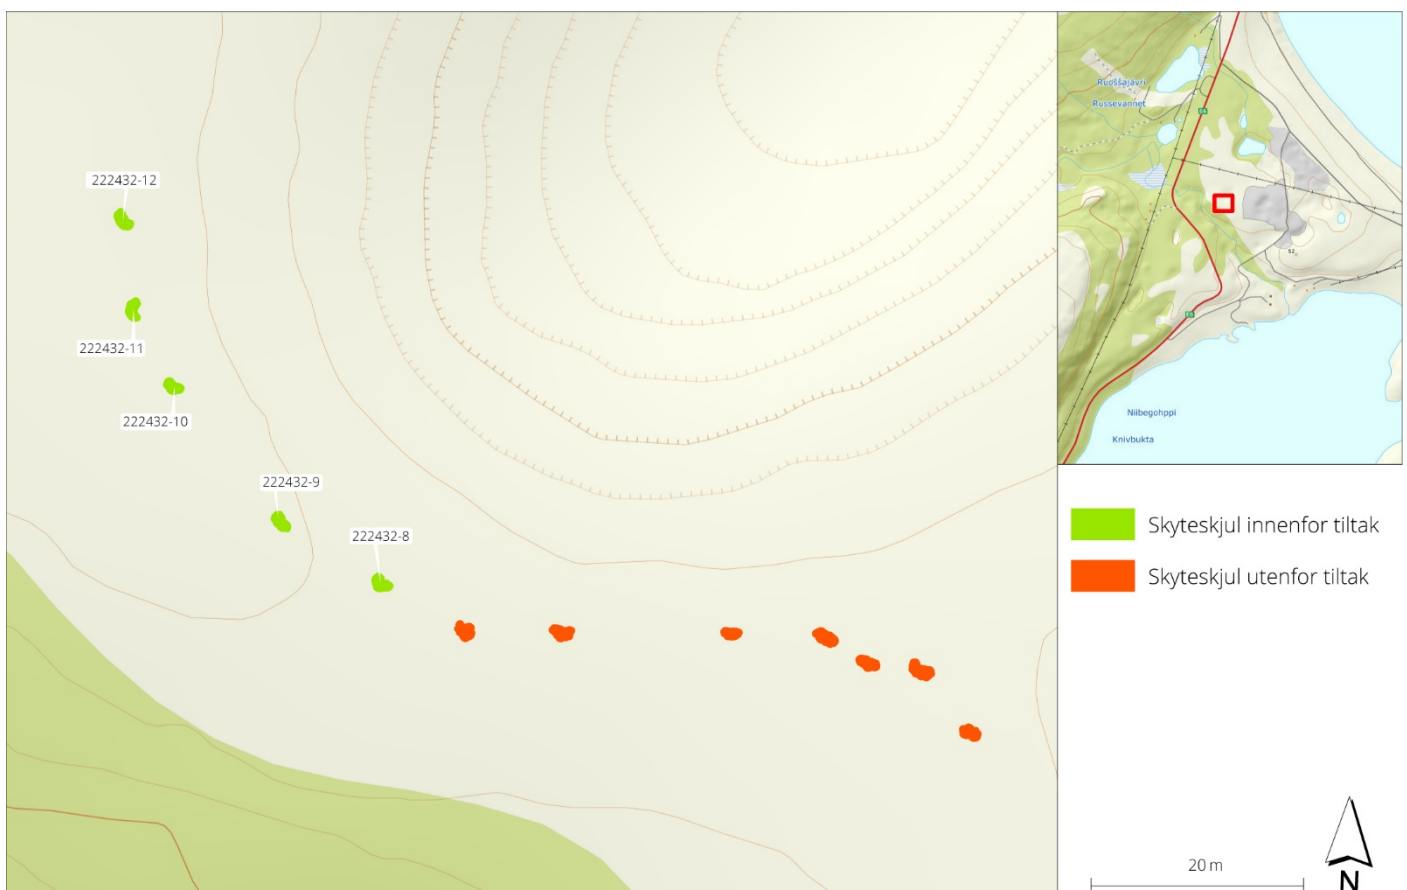 222432-12
222432-11
222432-10
222432-9
222432-8
Ruoššajávri
Russevannet
52
Niibegohppi
Knivbukta
Skyteskjul innenfor tiltak
Skyteskjul utenfor tiltak
20 m
N